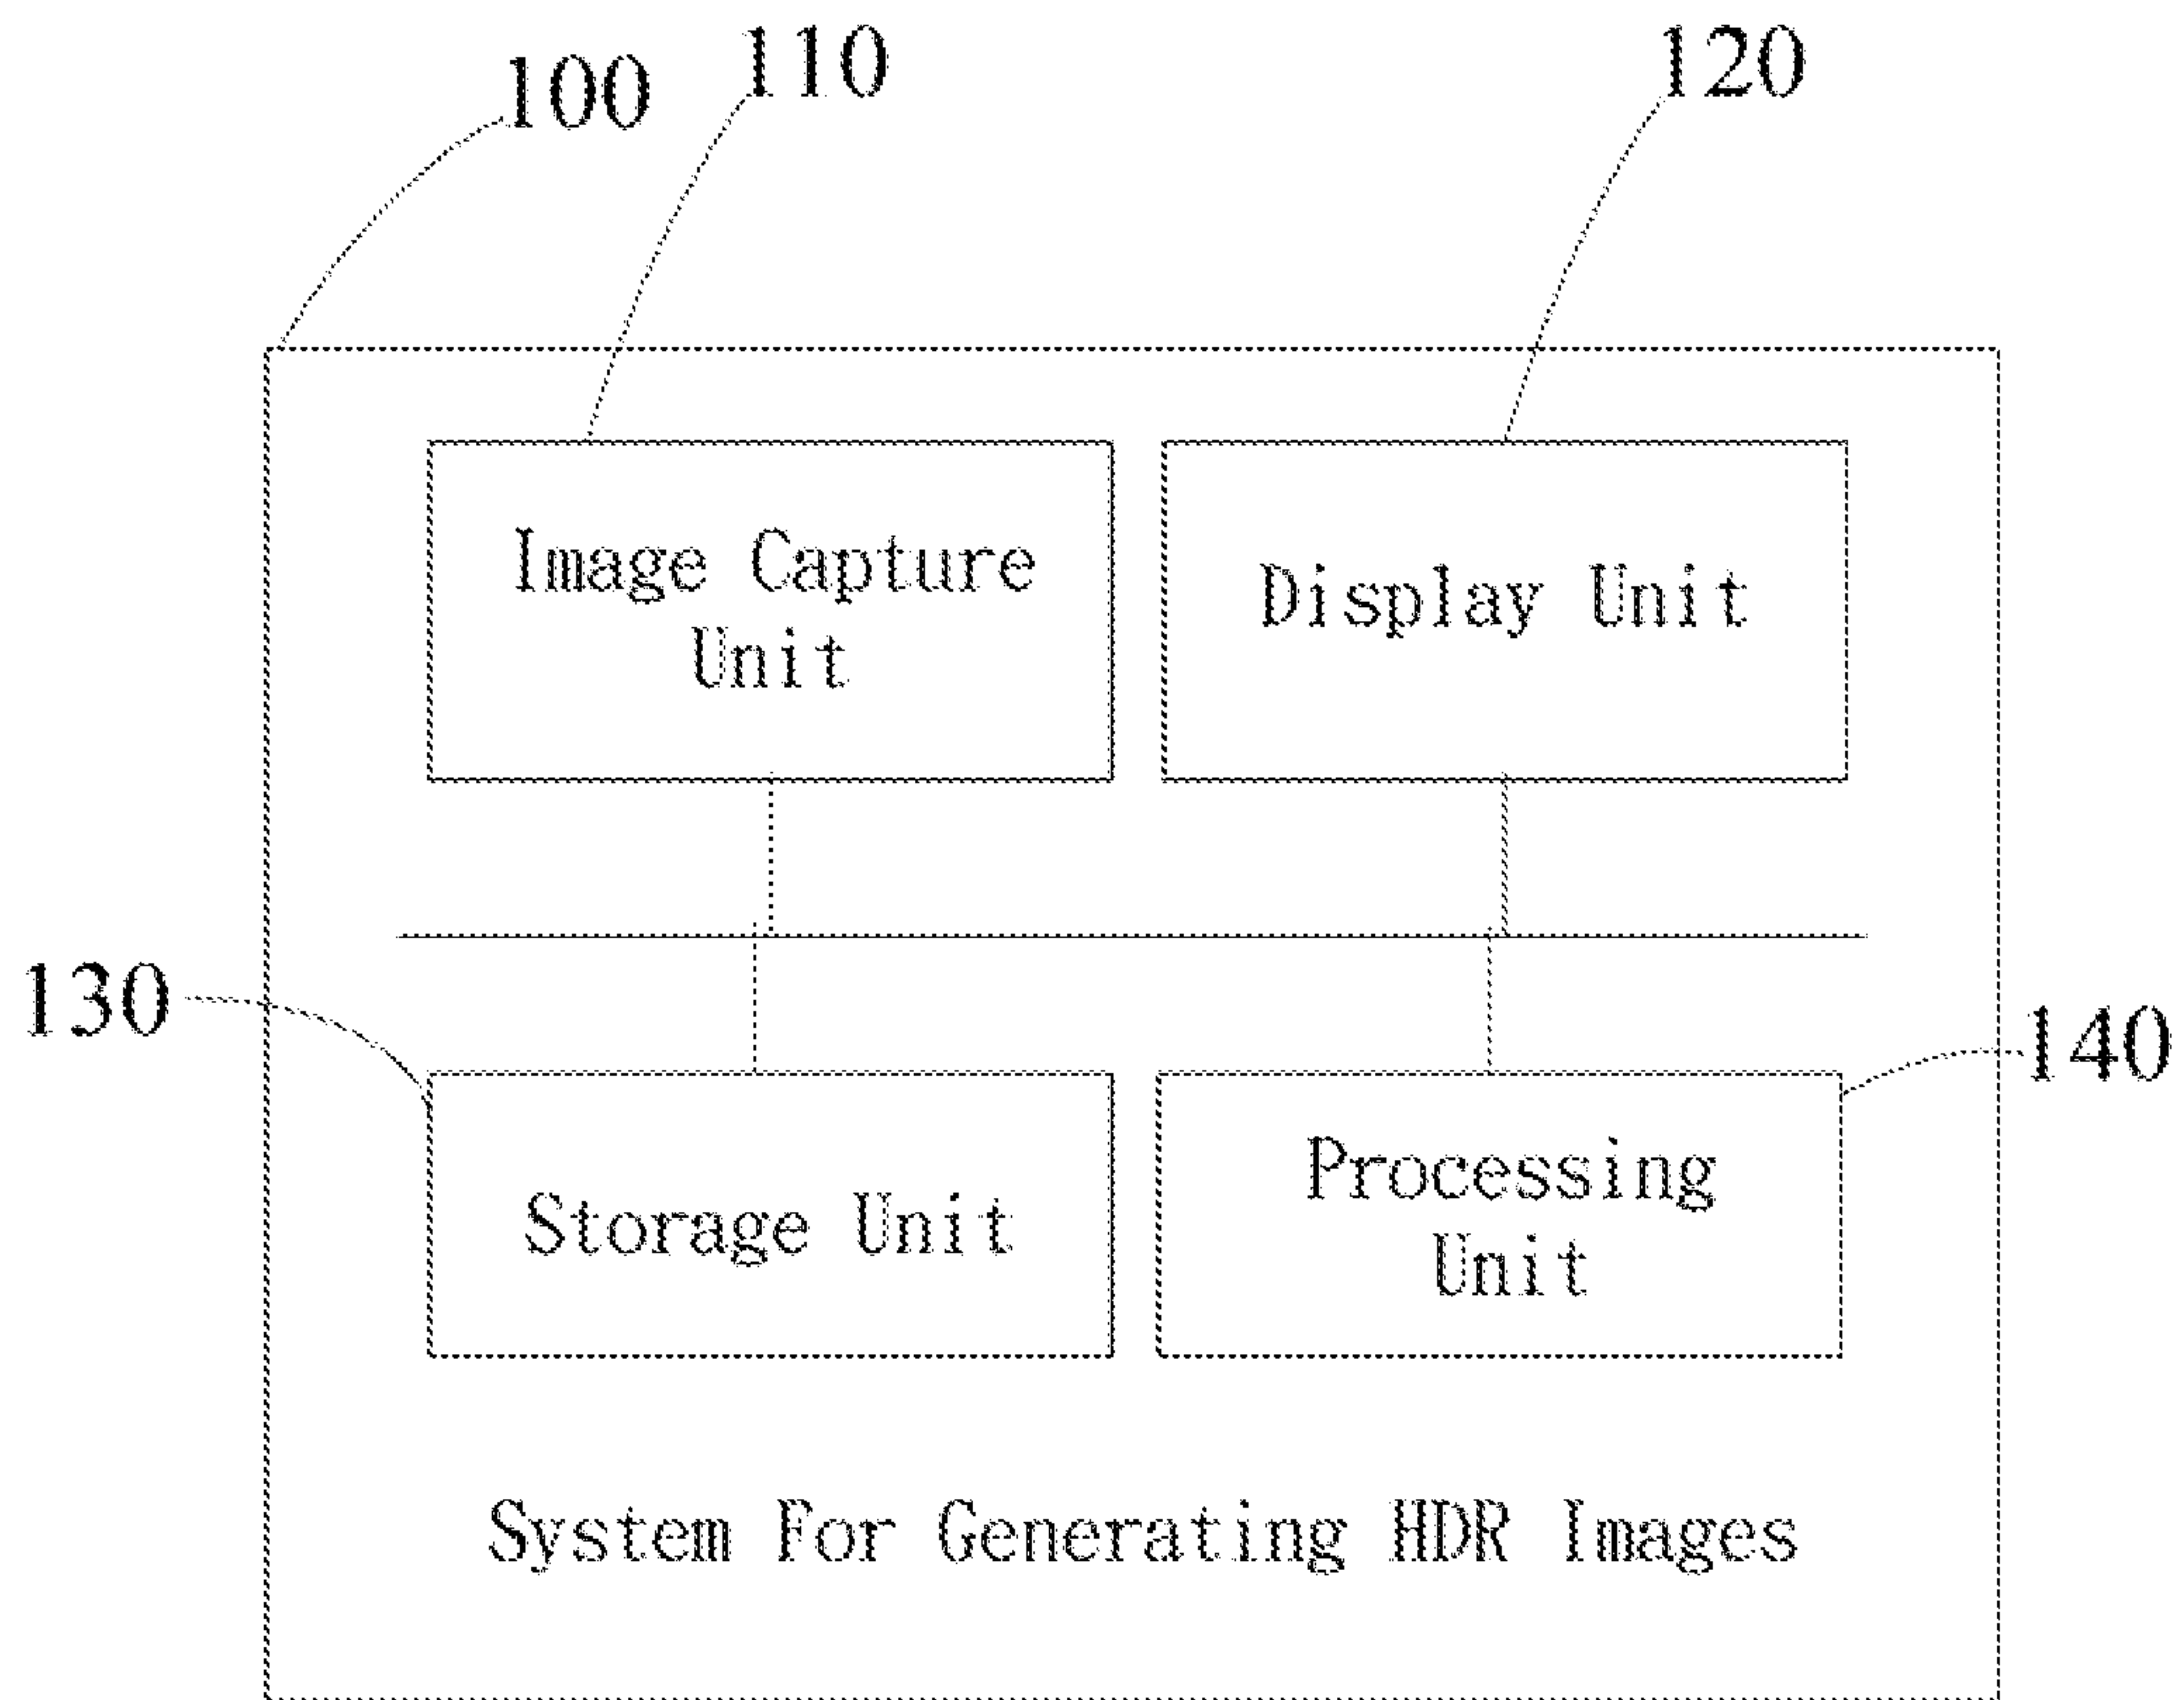 100
110
120
Image Capture
Unit
Display Unit
130
140
Storage Unit
Processing
Unit
System For Generating HDR Images